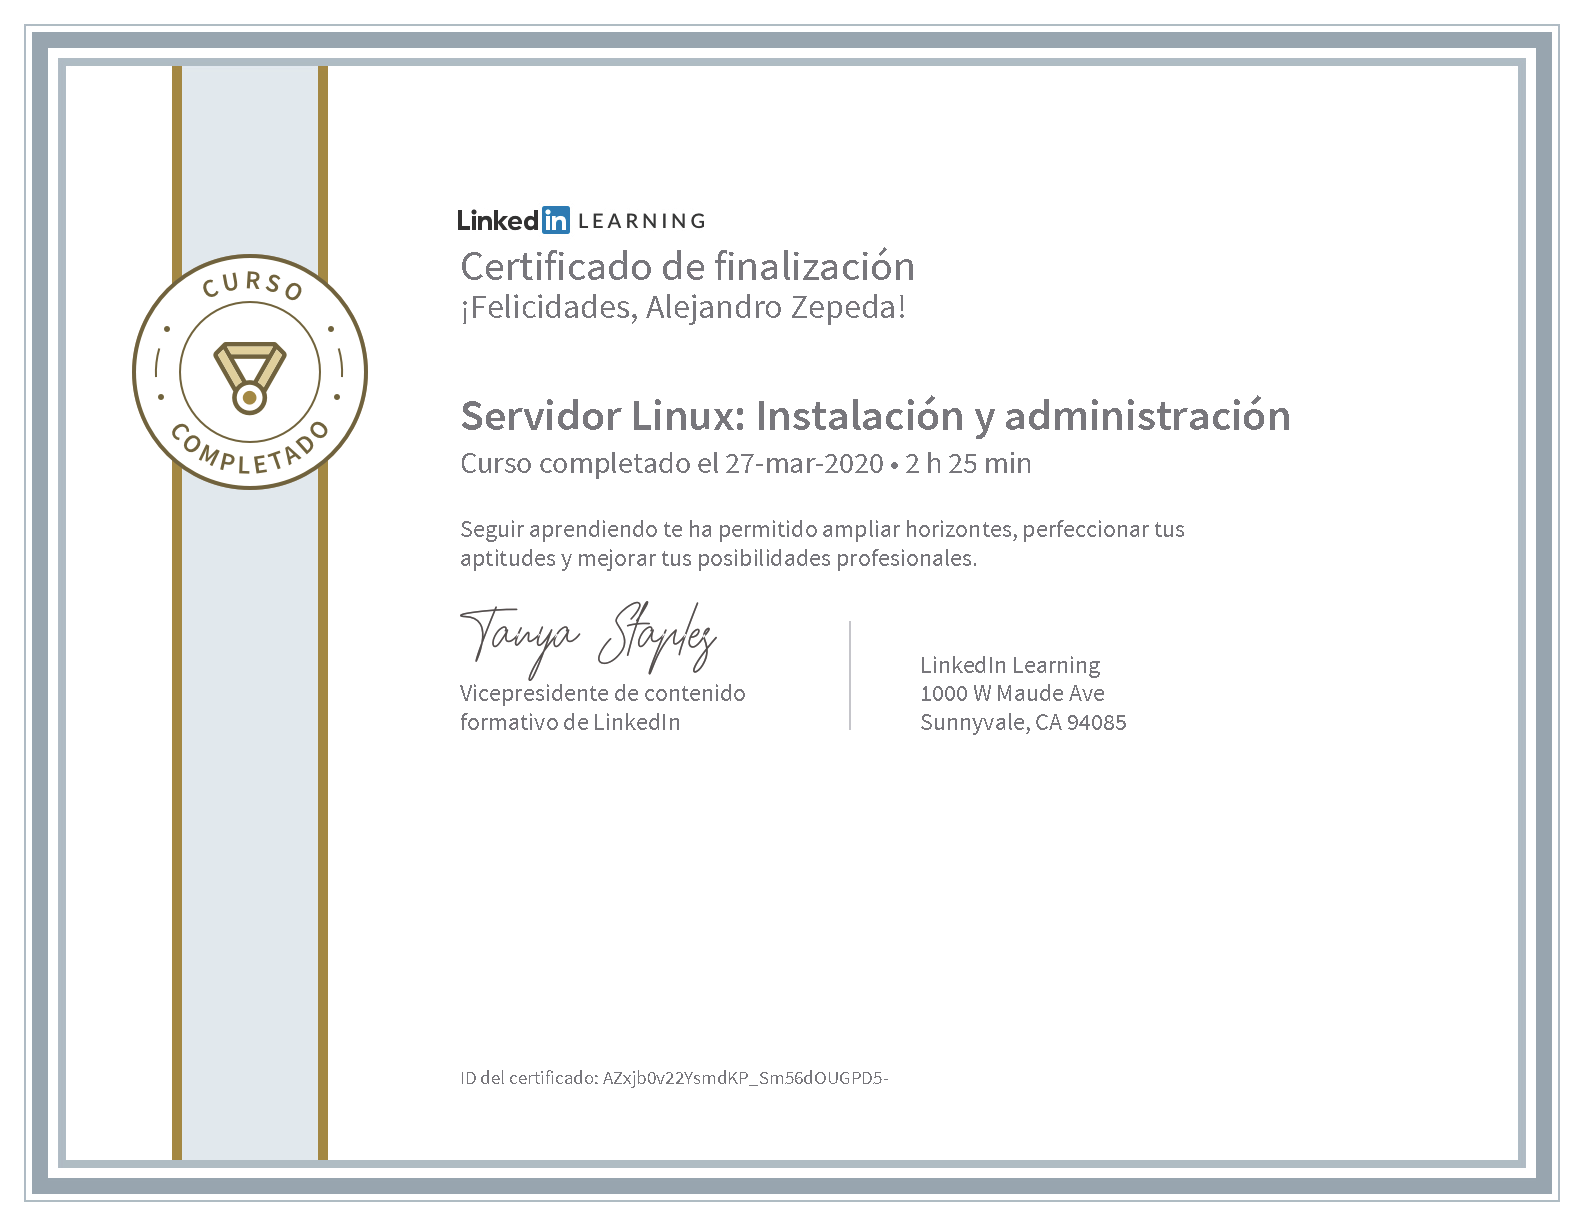 LinkedIn LEARNING
Certificado de finalización
¡Felicidades, Alejandro Zepeda!
CURSO
COMPLETADO
Servidor Linux: Instalación y administración
Curso completado el 27-mar-2020 • 2 h 25 min
Seguir aprendiendo te ha permitido ampliar horizontes, perfeccionar tus
aptitudes y mejorar tus posibilidades profesionales.
Tanya Staples
Vicepresidente de contenido
formativo de LinkedIn
LinkedIn Learning
1000 W Maude Ave
Sunnyvale, CA 94085
ID del certificado: AZxjb0v22YsmdKP_Sm56dOUGPD5-